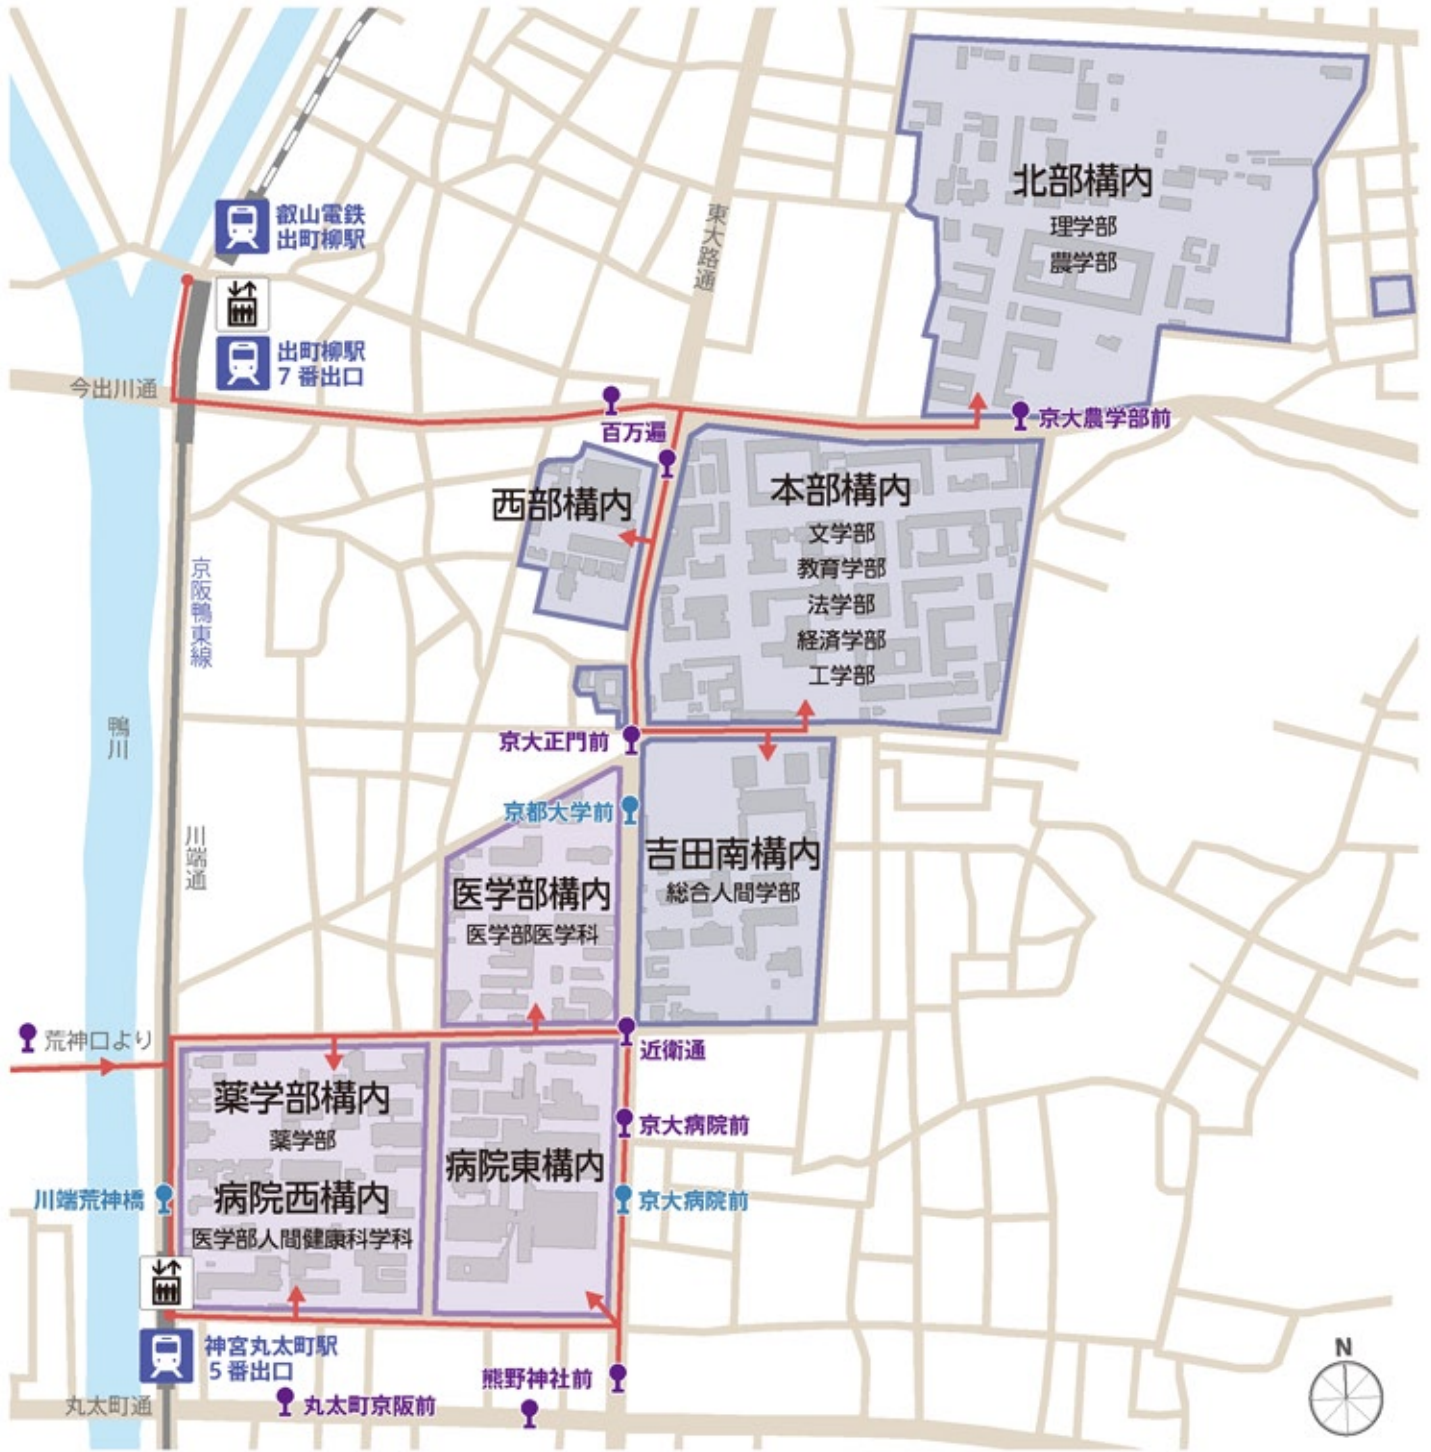 北部構内
理学部
農学部
東大路通
叡山電鉄
出町柳駅
出町柳駅
7番出口
今出川通
百万遍
京大農学部前
西部構内
本部構内
文学部
教育学部
法学部
経済学部
工学部
京阪鴨東線
鴨川
京大正門前
京都大学前
川端通
吉田南構内
総合人間学部
医学部構内
医学部医学科
荒神口より
近衛通
薬学部構内
薬学部
京大病院前
病院東構内
川端荒神橋
病院西構内
京大病院前
医学部人間健康科学科
神宮丸太町駅
5番出口
N
熊野神社前
丸太町通
丸太町京阪前